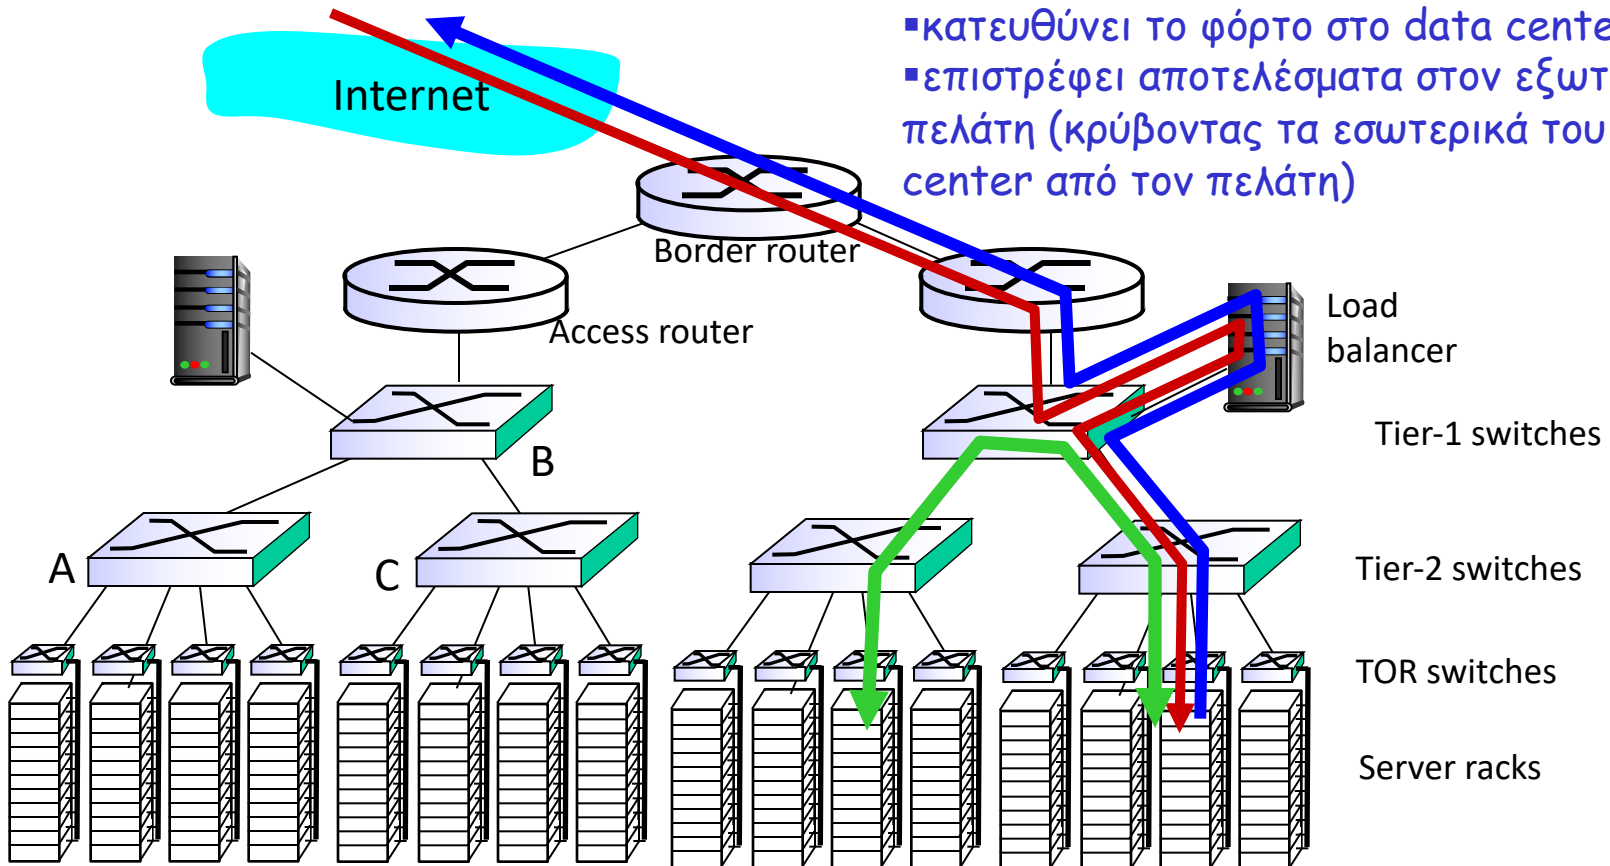 ▪κατευθύνει το φόρτο στο data cente
▪επιστρέφει αποτελέσματα στον εξωτ
πελάτη (κρύβοντας τα εσωτερικά του
center από τον πελάτη)
Internet
Border router
Access router
Load
balancer
Tier-1 switches
B
A
C
Tier-2 switches
TOR switches
Server racks